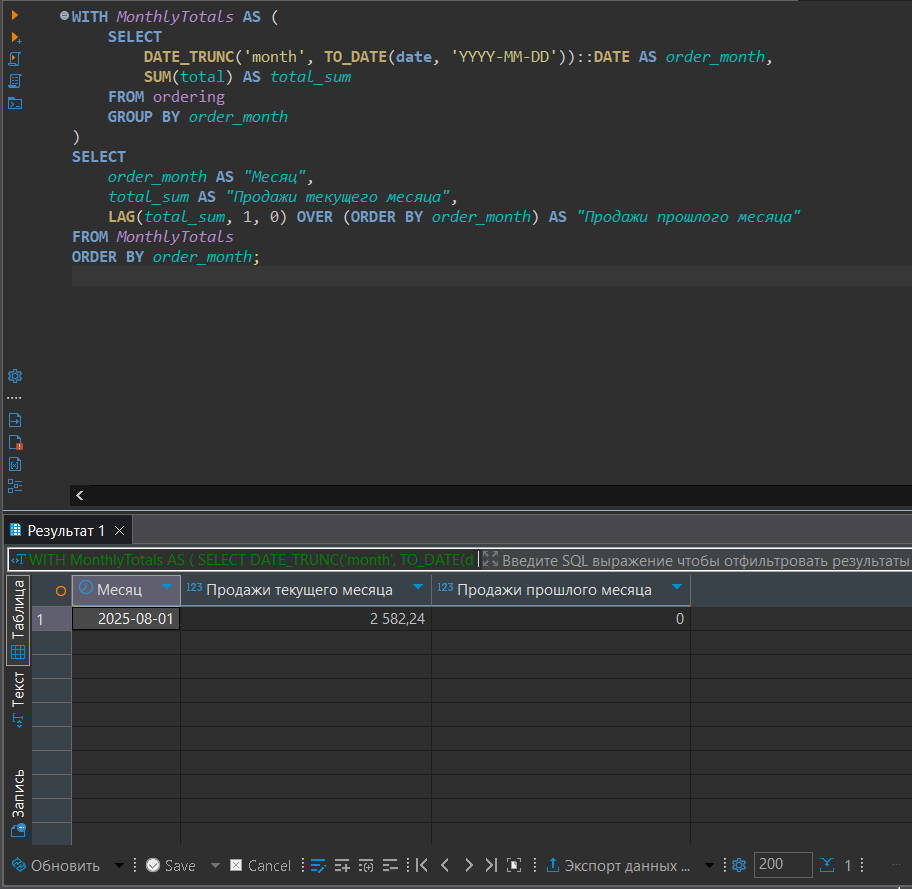 WITH MonthlyTotals AS (
SELECT
DATE_TRUNC('month', TO_DATE(date, 'YYYY-MM-DD'))::DATE AS order_month,
SUM(total) AS total_sum
FROM ordering
GROUP BY order_month
)
SELECT
order_month AS "Месяц",
total_sum AS "Продажи текущего месяца",
LAG(total_sum, 1, 0) OVER (ORDER BY order_month) AS "Продажи прошлого месяца"
FROM MonthlyTotals
ORDER BY order_month;
Результат 1
WITH MonthlyTotals AS ( SELECT DATE_TRUNC('month', TO_DATE(d Введите SQL выражение чтобы отфильтровать результаты
Таблица
Текст
Запись
Месяц 123 Продажи текущего месяца 123 Продажи прошлого месяца
1 2025-08-01 2 582,24 0
Обновить Save Cancel Экспорт данных ... 200 1